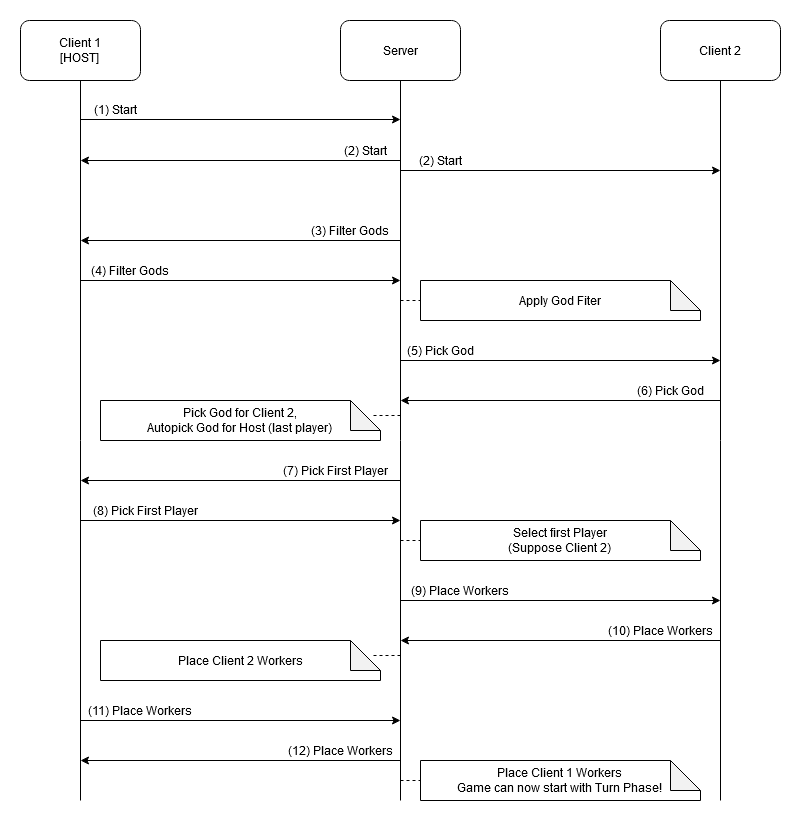 Client 1
[HOST]
Server
Client 2
(1) Start
(2) Start
(2) Start
(3) Filter Gods
(4) Filter Gods
Apply God Fiter
(5) Pick God
(6) Pick God
Pick God for Client 2,
Autopick God for Host (last player)
(7) Pick First Player
(8) Pick First Player
Select first Player
(Suppose Client 2)
(9) Place Workers
(10) Place Workers
Place Client 2 Workers
(11) Place Workers
(12) Place Workers
Place Client 1 Workers
Game can now start with Turn Phase!